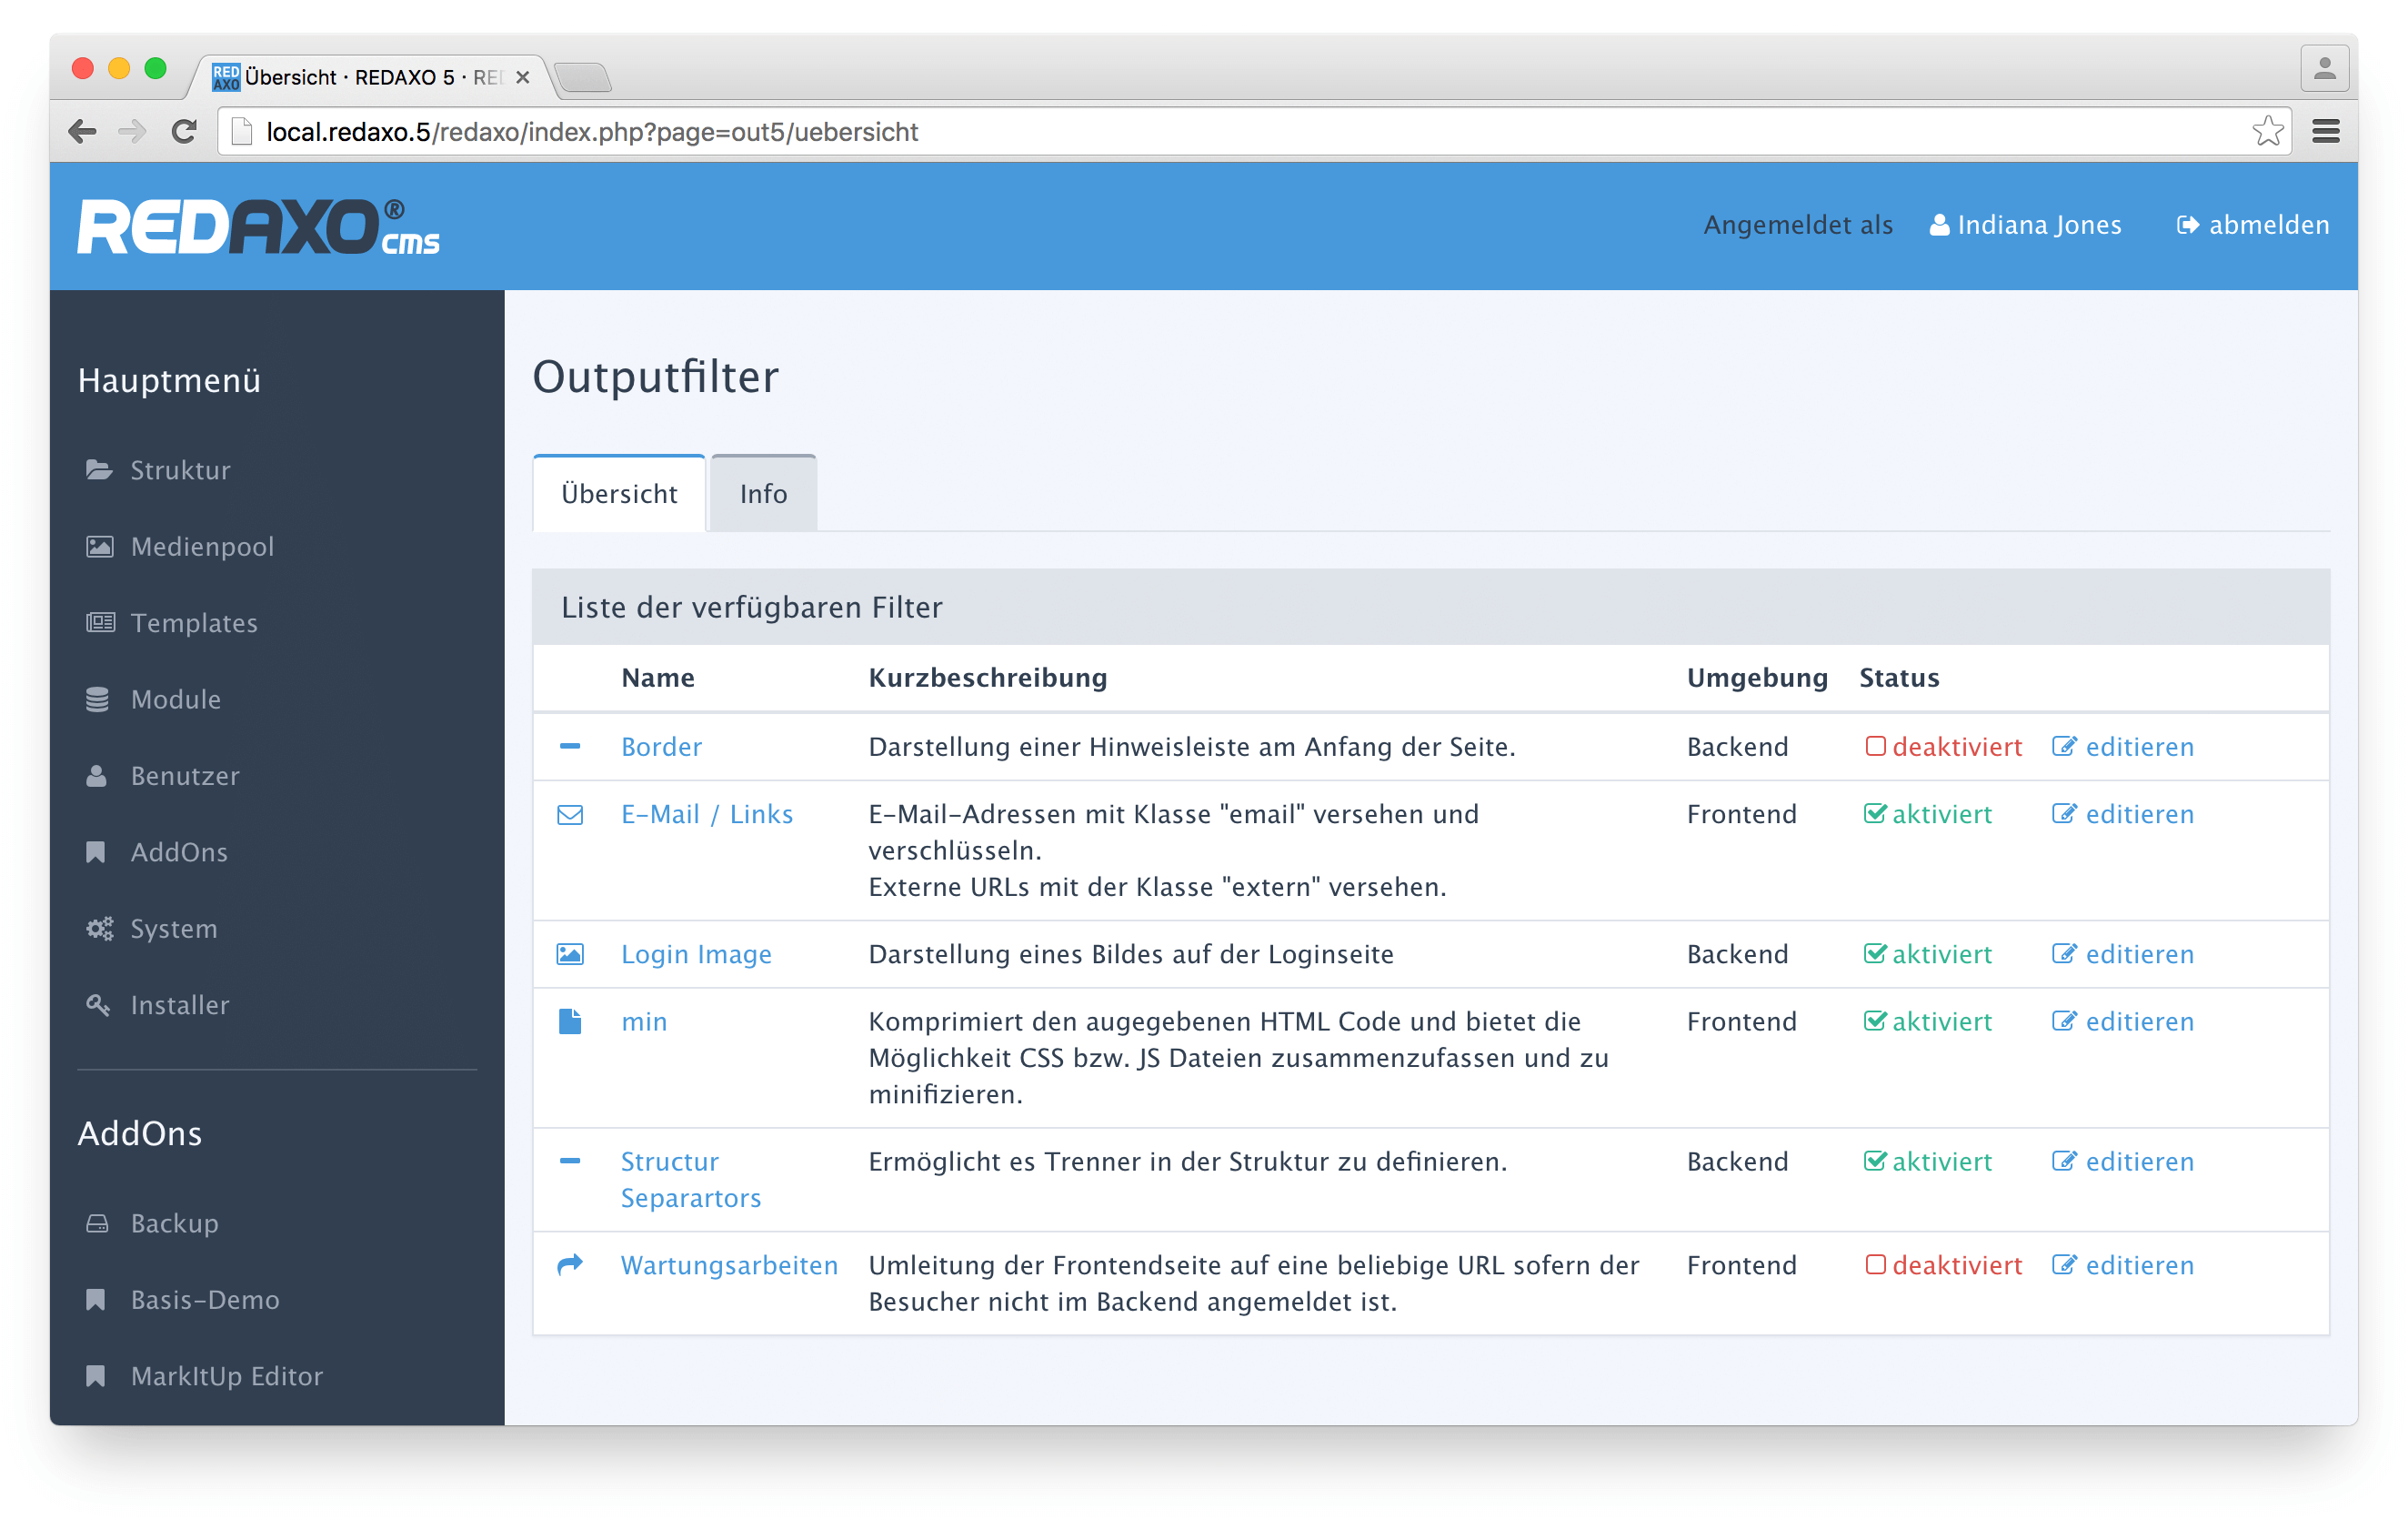 RED AXO Übersicht · REDAXO 5 · RE
local.redaxo.5/redaxo/index.php?page=out5/uebersicht
REDAXO® cms
Angemeldet als Indiana Jones abmelden
Hauptmenü
Struktur
Medienpool
Templates
Module
Benutzer
AddOns
System
Installer
AddOns
Backup
Basis-Demo
MarkItUp Editor
Outputfilter
Übersicht Info
Liste der verfügbaren Filter
Name Kurzbeschreibung Umgebung Status
Border Darstellung einer Hinweisleiste am Anfang der Seite. Backend deaktiviert editieren
E-Mail / Links E-Mail-Adressen mit Klasse "email" versehen und Frontend aktiviert editieren
verschlüsseln.
Externe URLs mit der Klasse "extern" versehen.
Login Image Darstellung eines Bildes auf der Loginseite Backend aktiviert editieren
min Komprimiert den augegebenen HTML Code und bietet die Frontend aktiviert editieren
Möglichkeit CSS bzw. JS Dateien zusammenzufassen und zu
minifizieren.
Structur Ermöglicht es Trenner in der Struktur zu definieren. Backend aktiviert editieren
Separartors
Wartungsarbeiten Umleitung der Frontendseite auf eine beliebige URL sofern der Frontend deaktiviert editieren
Besucher nicht im Backend angemeldet ist.